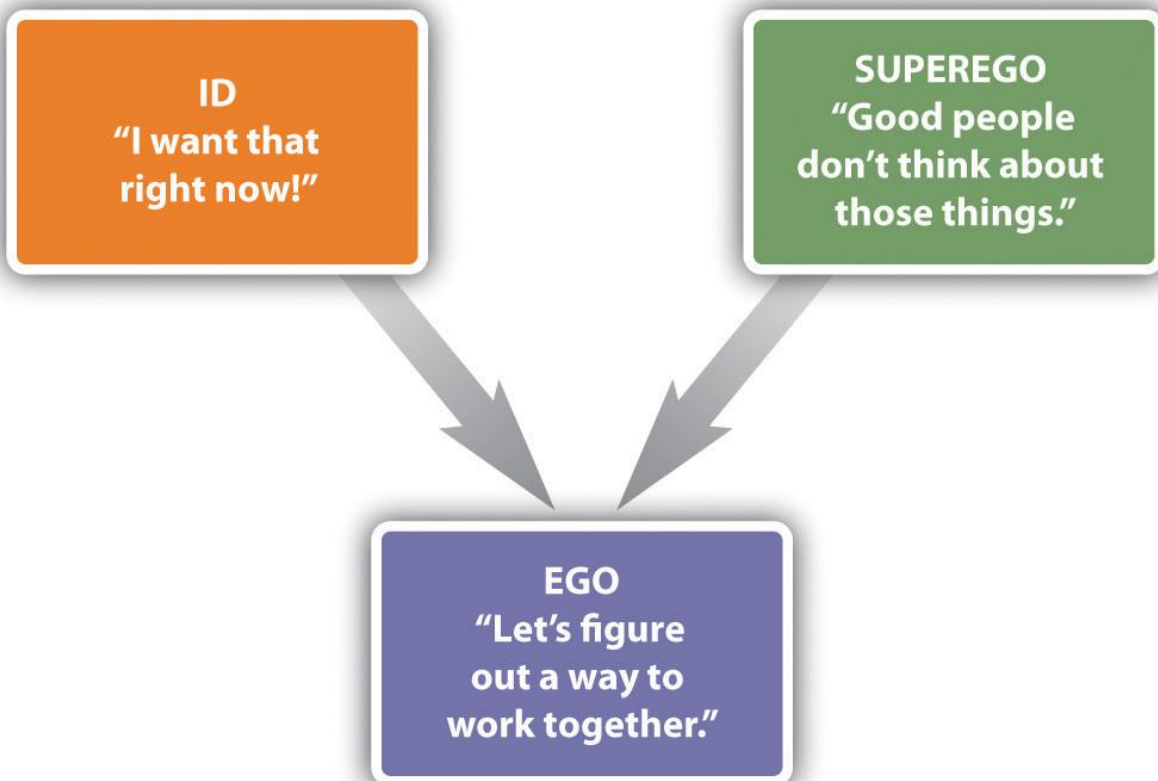 ID
“I want that
right now!”
SUPEREGO
“Good people
don’t think about
those things.”
EGO
“Let’s figure
out a way to
work together.”